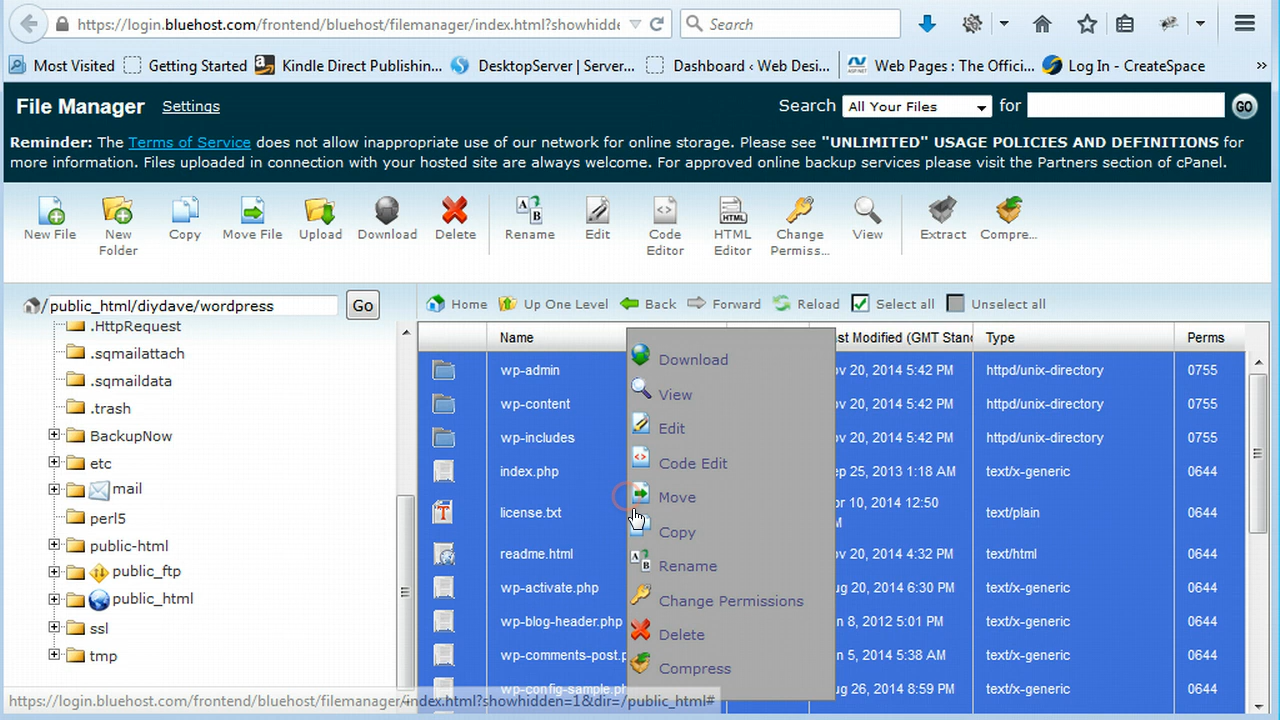 https://login.bluehost.com/frontend/bluehost/filemanager/index.html?showhidde
Search
Most Visited Getting Started Kindle Direct Publishin... DesktopServer | Server... Dashboard ‹ Web Desi... Web Pages : The Offici... Log In - CreateSpace »
File Manager Settings Search All Your Files for GO
Reminder: The Terms of Service does not allow inappropriate use of our network for online storage. Please see "UNLIMITED" USAGE POLICIES AND DEFINITIONS for
more information. Files uploaded in connection with your hosted site are always welcome. For approved online backup services please visit the Partners section of cPanel.
New File New Folder Copy Move File Upload Download Delete Rename Edit Code Editor HTML Editor Change Permiss... View Extract Compre...
/ public_html/diydave/wordpress Go
Home Up One Level Back Forward Reload Select all Unselect all
.HttpRequest
.sqmailattach
.sqmaildata
.trash
BackupNow
etc
mail
perl5
public-html
public_ftp
public_html
ssl
tmp
Name Type Perms
wp-admin ov 20, 2014 5:42 PM httpd/unix-directory 0755
wp-content ov 20, 2014 5:42 PM httpd/unix-directory 0755
wp-includes ov 20, 2014 5:42 PM httpd/unix-directory 0755
index.php ep 25, 2013 1:18 AM text/x-generic 0644
license.txt pr 10, 2014 12:50 text/plain 0644
readme.html ov 20, 2014 4:32 PM text/html 0644
wp-activate.php ug 20, 2014 6:30 PM text/x-generic 0644
wp-blog-header.php n 8, 2012 5:01 PM text/x-generic 0644
wp-comments-post.p n 5, 2014 5:38 AM text/x-generic 0644
wp-config-sample.ph ug 26, 2014 8:59 PM text/x-generic 0644
Download
View
Edit
Code Edit
Move
Copy
Rename
Change Permissions
Delete
Compress
https://login.bluehost.com/frontend/bluehost/filemanager/index.html?showhidden=1&dir=/public_html#